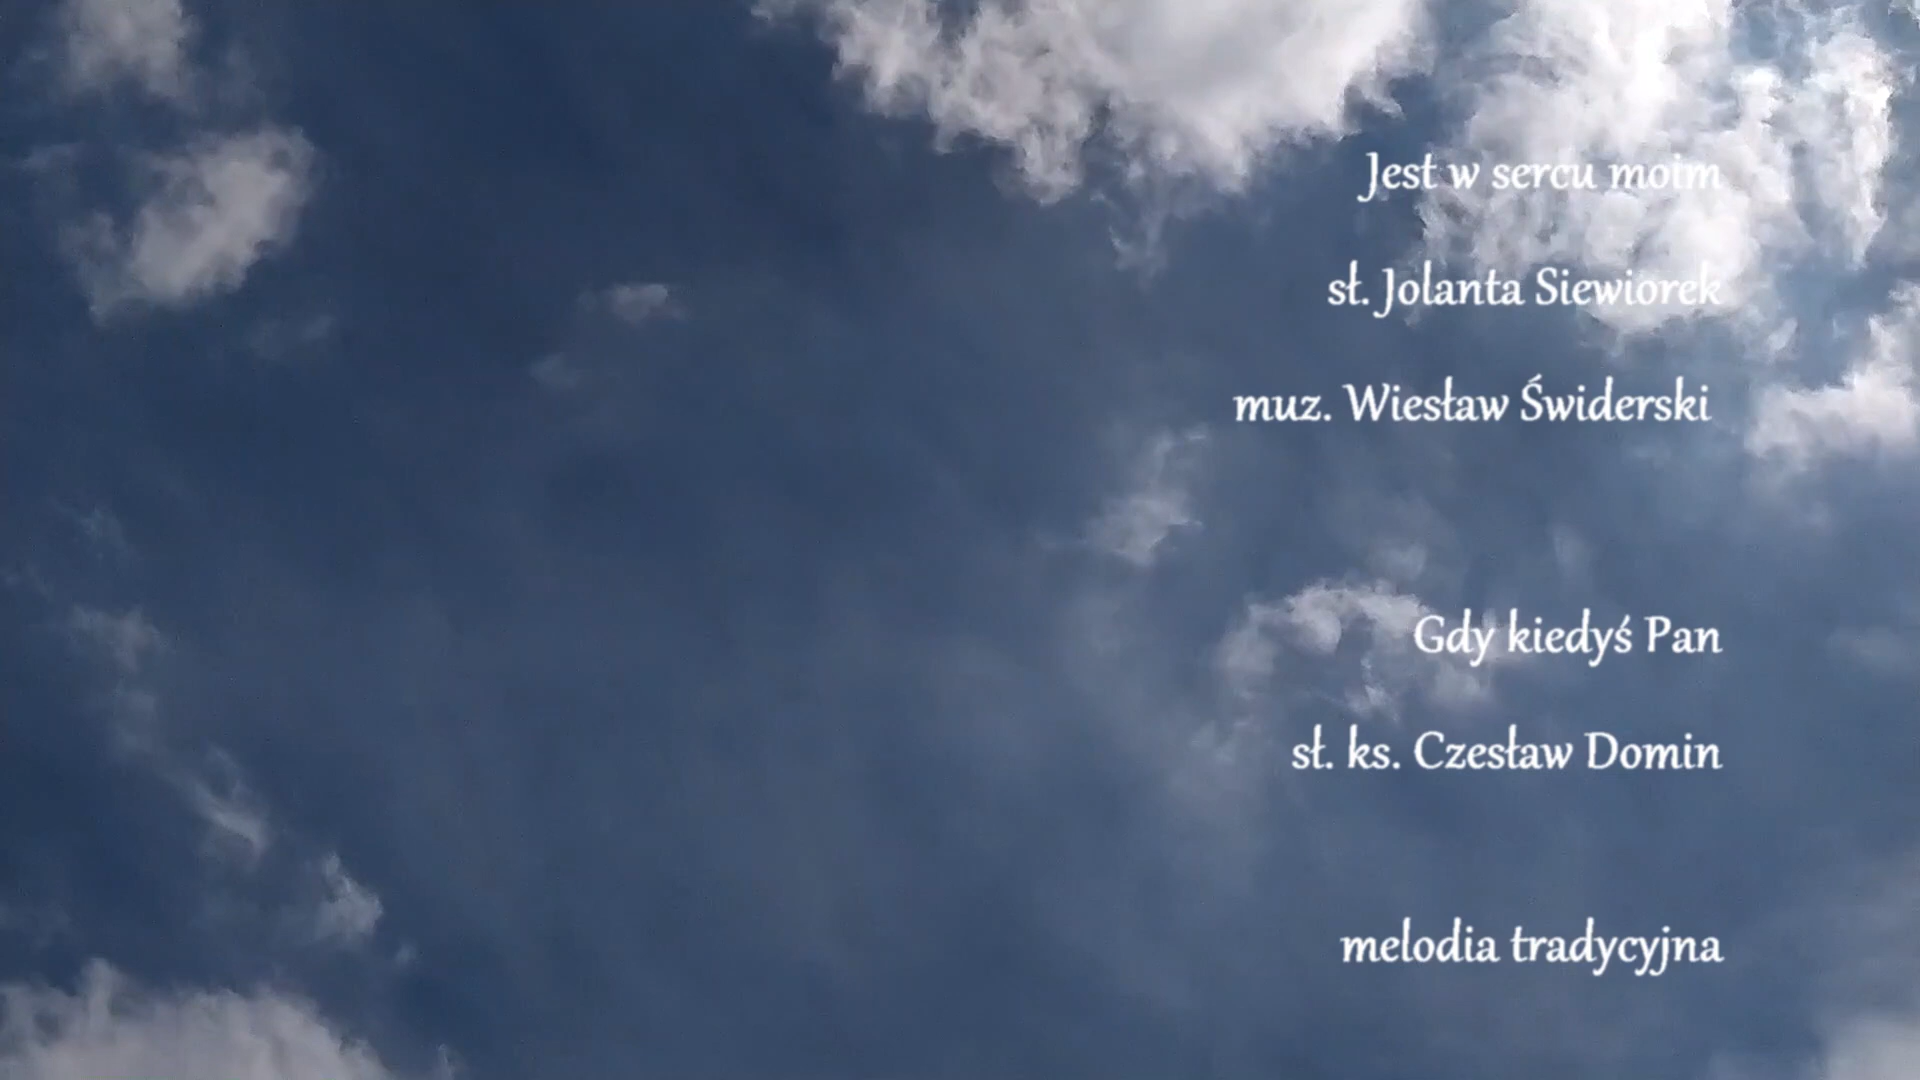 Jest w sercu moim
sł. Jolanta Siewiorek
muz. Wiesław Świderski
Gdy kiedyś Pan
sł. ks. Czesław Domin
melodia tradycyjna